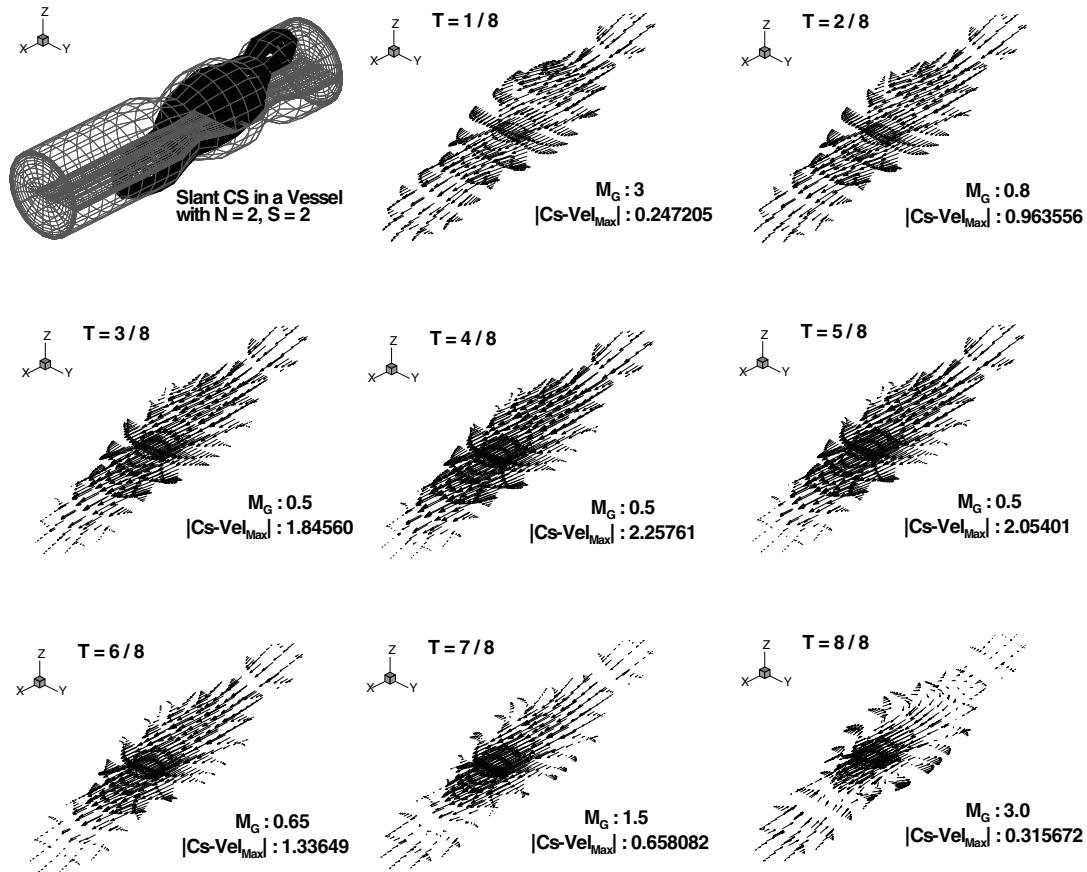 Z
X
Y
Slant CS in a Vessel
with N = 2, S = 2
Z
X
Y
T = 1 / 8
M_G : 3
|Cs-Vel_Max| : 0.247205
Z
X
Y
T = 2 / 8
M_G : 0.8
|Cs-Vel_Max| : 0.963556
Z
X
Y
T = 3 / 8
M_G : 0.5
|Cs-Vel_Max| : 1.84560
Z
X
Y
T = 4 / 8
M_G : 0.5
|Cs-Vel_Max| : 2.25761
Z
X
Y
T = 5 / 8
M_G : 0.5
|Cs-Vel_Max| : 2.05401
Z
X
Y
T = 6 / 8
M_G : 0.65
|Cs-Vel_Max| : 1.33649
Z
X
Y
T = 7 / 8
M_G : 1.5
|Cs-Vel_Max| : 0.658082
Z
X
Y
T = 8 / 8
M_G : 3.0
|Cs-Vel_Max| : 0.315672